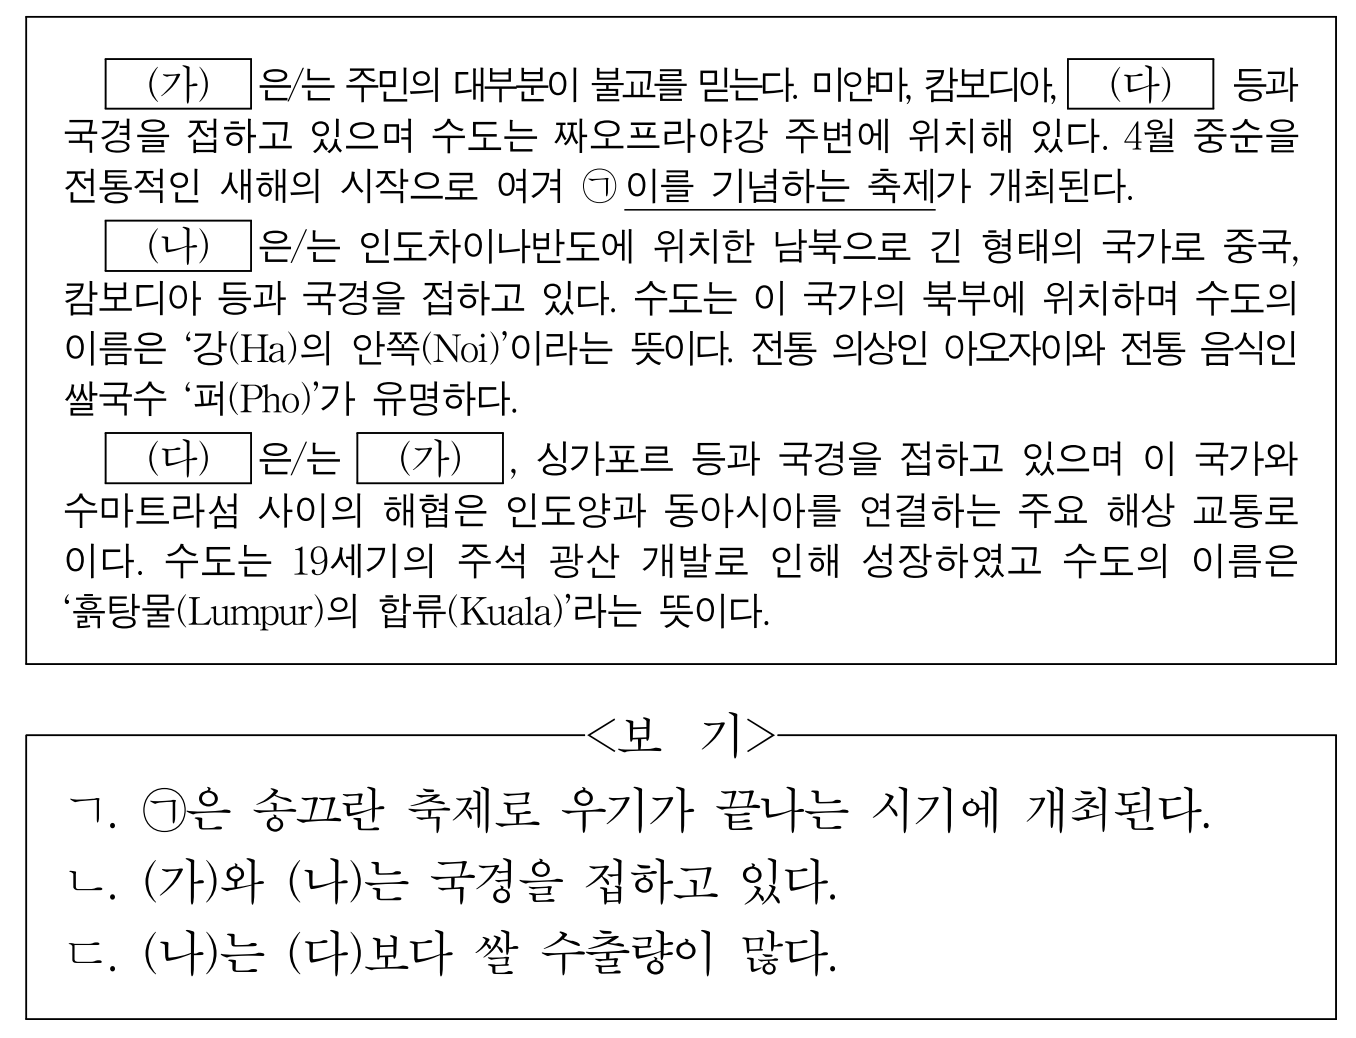 (가) 은/는 주민의 대부분이 불교를 믿는다. 미얀마, 캄보디아, (다) 등과
국경을 접하고 있으며 수도는 짜오프라야강 주변에 위치해 있다. 4월 중순을
전통적인 새해의 시작으로 여겨 ㉠이를 기념하는 축제가 개최된다.
(나) 은/는 인도차이나반도에 위치한 남북으로 긴 형태의 국가로 중국,
캄보디아 등과 국경을 접하고 있다. 수도는 이 국가의 북부에 위치하며 수도의
이름은 ‘강(Ha)의 안쪽(Noi)’이라는 뜻이다. 전통 의상인 아오자이와 전통 음식인
쌀국수 ‘퍼(Pho)’가 유명하다.
(다) 은/는 (가) , 싱가포르 등과 국경을 접하고 있으며 이 국가와
수마트라섬 사이의 해협은 인도양과 동아시아를 연결하는 주요 해상 교통로
이다. 수도는 19세기의 주석 광산 개발로 인해 성장하였고 수도의 이름은
‘흙탕물(Lumpur)의 합류(Kuala)’라는 뜻이다.
<보 기>
ㄱ. ㉠은 송끄란 축제로 우기가 끝나는 시기에 개최된다.
ㄴ. (가)와 (나)는 국경을 접하고 있다.
ㄷ. (나)는 (다)보다 쌀 수출량이 많다.